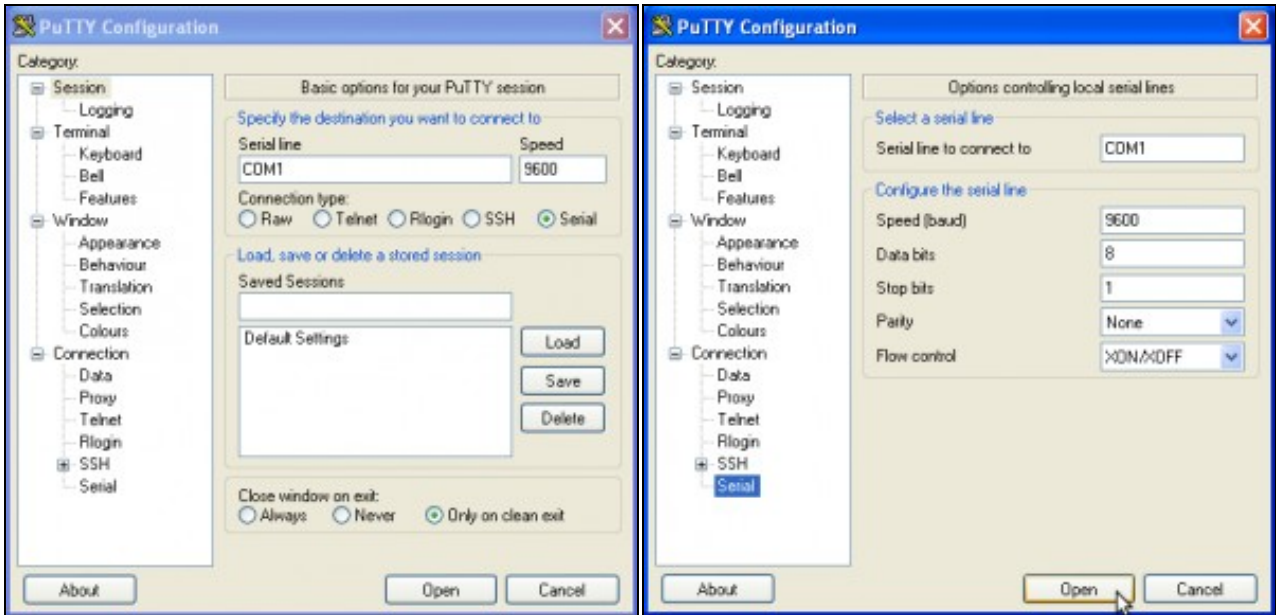 PuTTY Configuration
Category:
Session
Logging
Terminal
Keyboard
Bell
Features
Window
Appearance
Behaviour
Translation
Selection
Colours
Connection
Data
Proxy
Telnet
Rlogin
SSH
Serial
Basic options for your PuTTY session
Specify the destination you want to connect to
Serial line Speed
COM1 9600
Connection type:
Raw Telnet Rlogin SSH Serial
Load, save or delete a stored session
Saved Sessions
Default Settings
Load
Save
Delete
Close window on exit:
Always Never Only on clean exit
About Open Cancel
PuTTY Configuration
Category:
Session
Logging
Terminal
Keyboard
Bell
Features
Window
Appearance
Behaviour
Translation
Selection
Colours
Connection
Data
Proxy
Telnet
Rlogin
SSH
Serial
Options controlling local serial lines
Select a serial line
Serial line to connect to COM1
Configure the serial line
Speed (baud) 9600
Data bits 8
Stop bits 1
Parity None
Flow control XON/XOFF
About Open Cancel